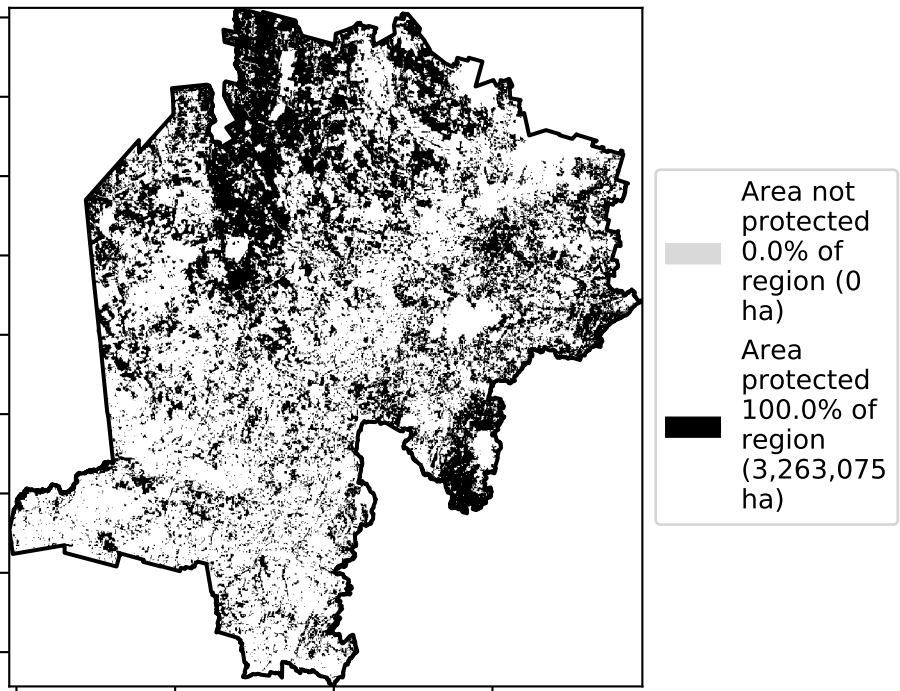 Area not
protected
0.0% of
region (0
ha)
Area
protected
100.0% of
region
(3,263,075
ha)